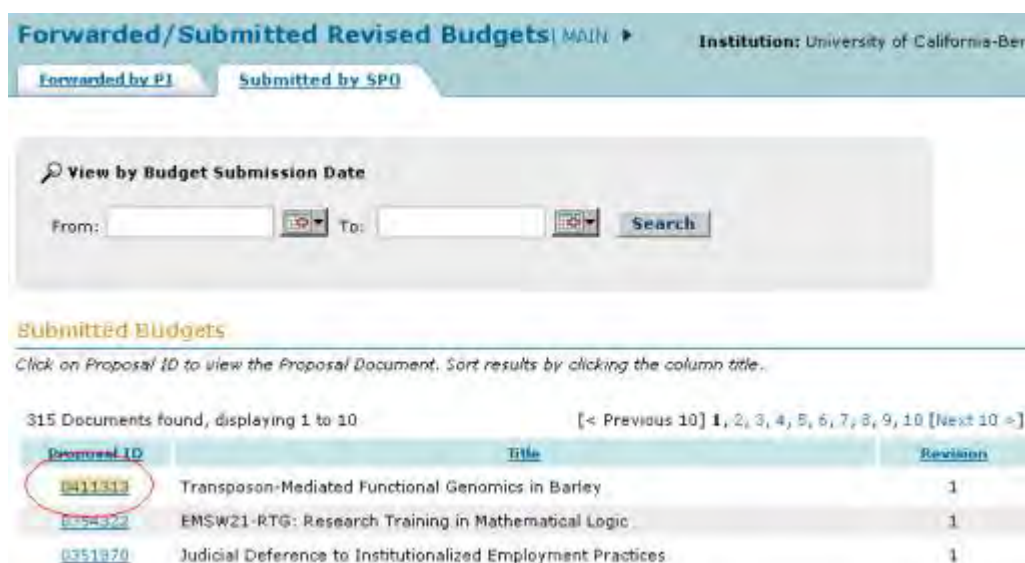 Forwarded/Submitted Revised Budgets| MAIN ▶ Institution: University of California-Ber
Forwarded by PI Submitted by SPO
View by Budget Submission Date
From: To: Search
Submitted Budgets
Click on Proposal ID to view the Proposal Document. Sort results by clicking the column title.
315 Documents found, displaying 1 to 10 [< Previous 10] 1, 2, 3, 4, 5, 6, 7, 8, 9, 10 [Next 10 >]
Proposal ID Title Revision
0411313 Transposon-Mediated Functional Genomics in Barley 1
0354322 EMSW21-RTG: Research Training in Mathematical Logic 1
0351870 Judicial Deference to Institutionalized Employment Practices 1